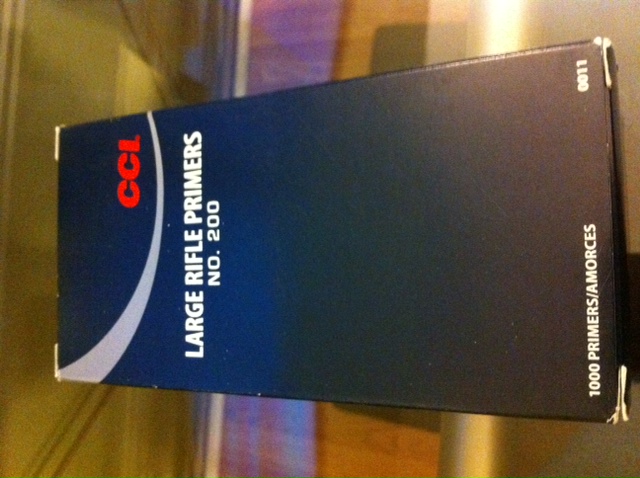 CCI.
LARGE RIFLE PRIMERS
NO. 200
1000 PRIMERS/AMORCES
0011